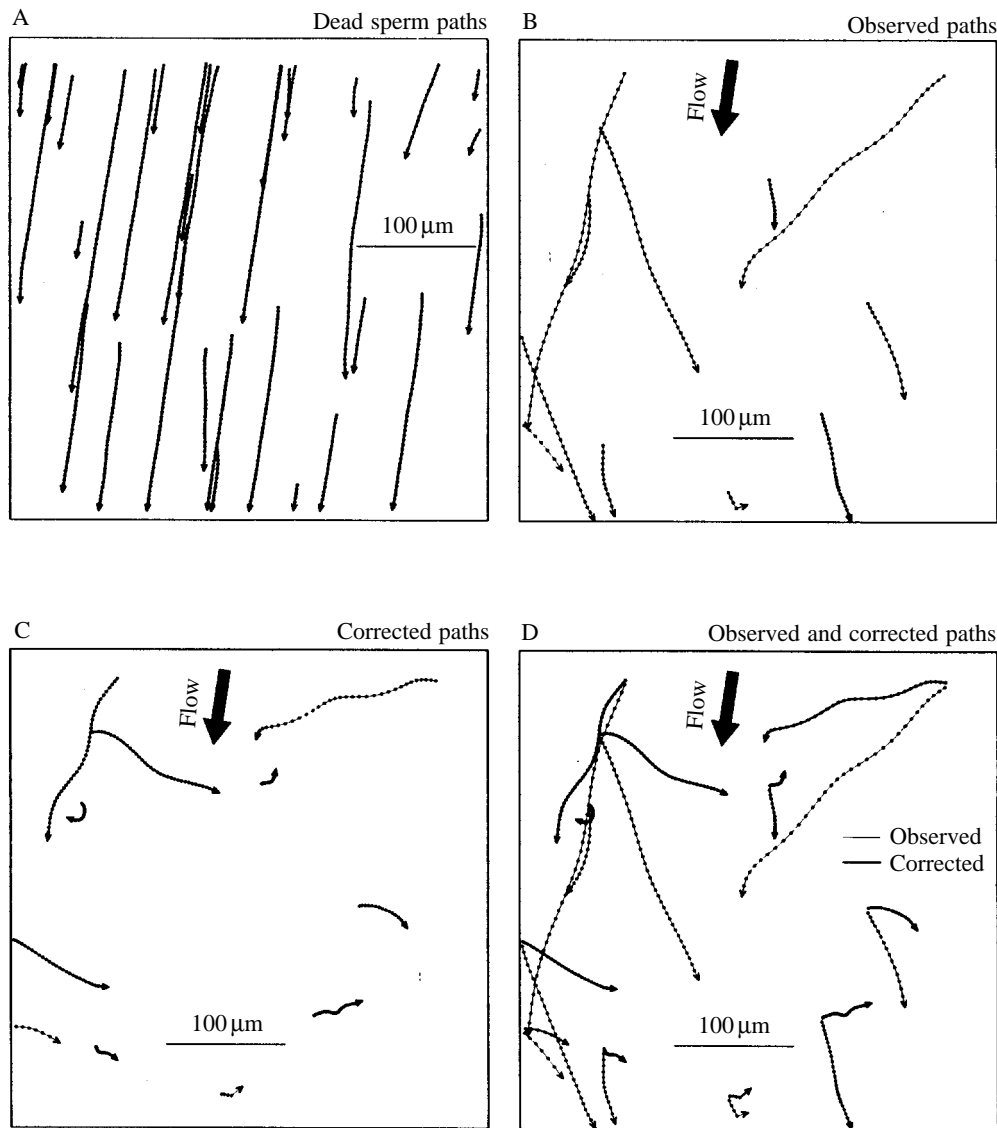 A
Dead sperm paths
100 μm
B
Observed paths
Flow
100 μm
C
Corrected paths
Flow
100 μm
D
Observed and corrected paths
Flow
Observed
Corrected
100 μm